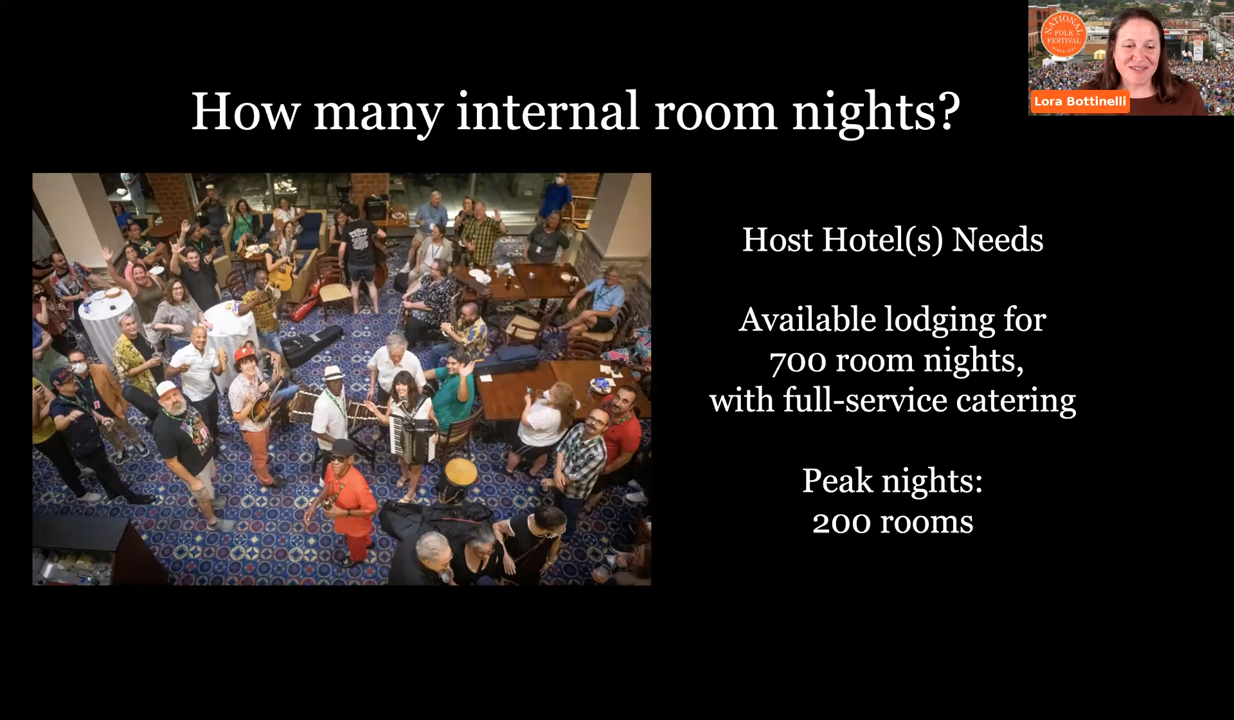 NATIONAL
FOLK
FESTIVAL
Lora Bottinelli
How many internal room nights?
Host Hotel(s) Needs
Available lodging for
700 room nights,
with full-service catering
Peak nights:
200 rooms